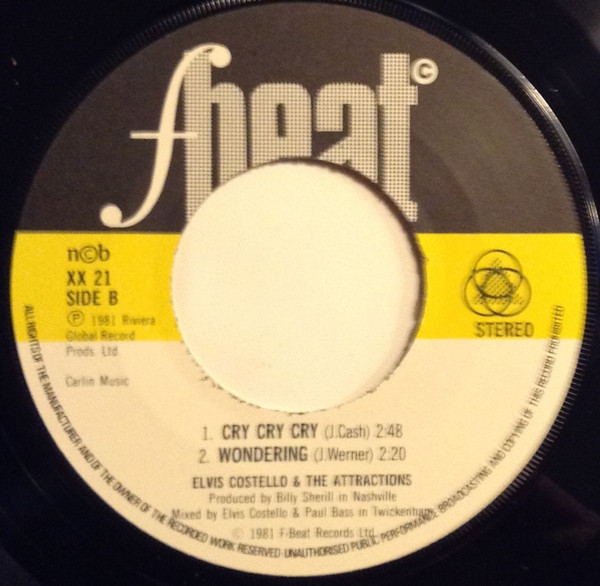 fbeat ©
n©b
XX 21
SIDE B
℗ 1981 Riviera
Global Record
Prods. Ltd.
Carlin Music
STEREO
1. CRY CRY CRY (J.Cash) 2:48
2. WONDERING (J.Werner) 2:20
ELVIS COSTELLO & THE ATTRACTIONS
Produced by Billy Sherill in Nashville
Mixed by Elvis Costello & Paul Bass in Twickenham
© 1981 F-Beat Records Ltd.
ALL RIGHTS OF THE MANUFACTURER AND OF THE OWNER OF THE RECORDED WORK RESERVED·UNAUTHORISED PUBLIC PERFORMANCE BROADCASTING AND COPYING OF THIS RECORD PROHIBITED